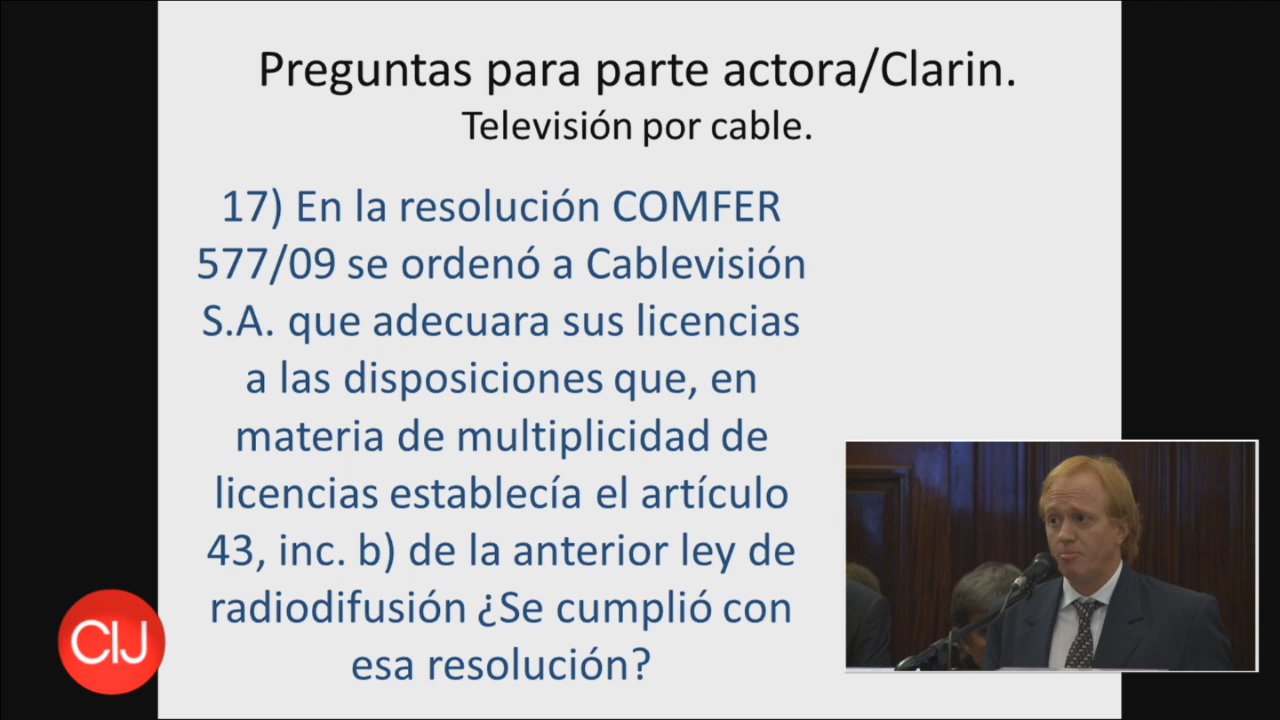 Preguntas para parte actora/Clarin.
Televisión por cable.
17) En la resolución COMFER
577/09 se ordenó a Cablevisión
S.A. que adecuara sus licencias
a las disposiciones que, en
materia de multiplicidad de
licencias establecía el artículo
43, inc. b) de la anterior ley de
radiodifusión ¿Se cumplió con
esa resolución?
CIJ